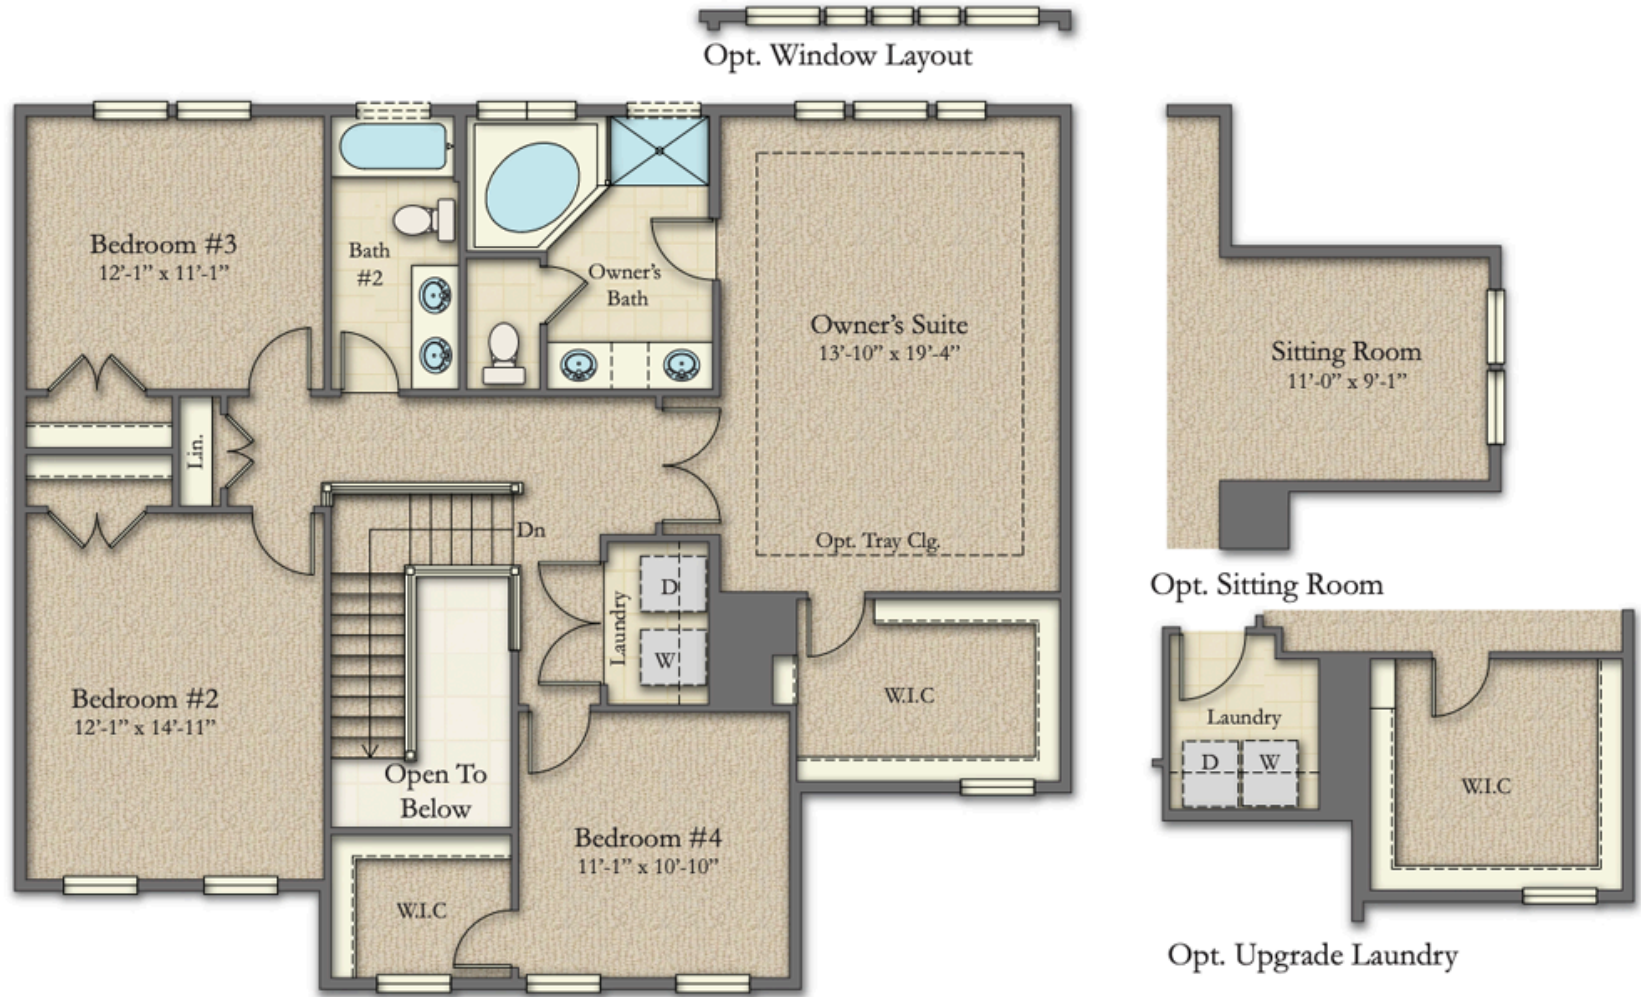 Opt. Window Layout
Bedroom #3
12’-1” x 11’-1”
Bath
#2
Owner’s
Bath
Owner’s Suite
13’-10” x 19’-4”
Opt. Tray Clg.
Lin.
Dn
Laundry
D
W
W.I.C
Bedroom #2
12’-1” x 14’-11”
Open To
Below
Bedroom #4
11’-1” x 10’-10”
W.I.C
Sitting Room
11’-0” x 9’-1”
Opt. Sitting Room
Laundry
D
W
W.I.C
Opt. Upgrade Laundry